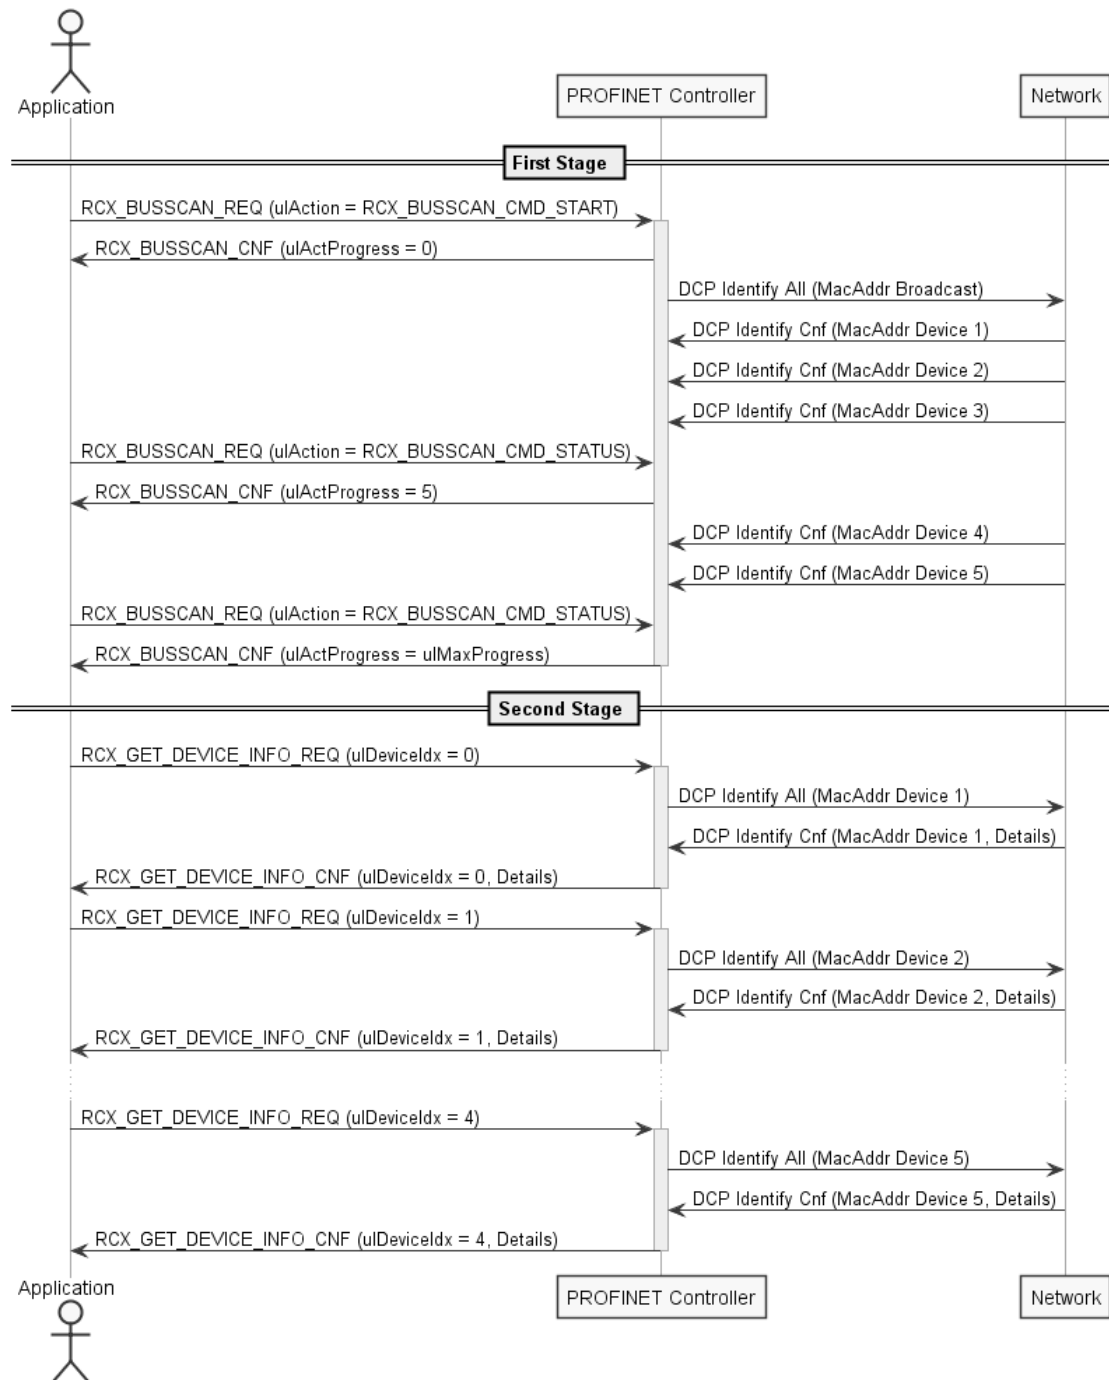 Application
PROFINET Controller
Network
First Stage
RCX_BUSSCAN_REQ (ulAction = RCX_BUSSCAN_CMD_START)
RCX_BUSSCAN_CNF (ulActProgress = 0)
DCP Identify All (MacAddr Broadcast)
DCP Identify Cnf (MacAddr Device 1)
DCP Identify Cnf (MacAddr Device 2)
DCP Identify Cnf (MacAddr Device 3)
RCX_BUSSCAN_REQ (ulAction = RCX_BUSSCAN_CMD_STATUS)
RCX_BUSSCAN_CNF (ulActProgress = 5)
DCP Identify Cnf (MacAddr Device 4)
DCP Identify Cnf (MacAddr Device 5)
RCX_BUSSCAN_REQ (ulAction = RCX_BUSSCAN_CMD_STATUS)
RCX_BUSSCAN_CNF (ulActProgress = ulMaxProgress)
Second Stage
RCX_GET_DEVICE_INFO_REQ (ulDeviceIdx = 0)
DCP Identify All (MacAddr Device 1)
DCP Identify Cnf (MacAddr Device 1, Details)
RCX_GET_DEVICE_INFO_CNF (ulDeviceIdx = 0, Details)
RCX_GET_DEVICE_INFO_REQ (ulDeviceIdx = 1)
DCP Identify All (MacAddr Device 2)
DCP Identify Cnf (MacAddr Device 2, Details)
RCX_GET_DEVICE_INFO_CNF (ulDeviceIdx = 1, Details)
RCX_GET_DEVICE_INFO_REQ (ulDeviceIdx = 4)
DCP Identify All (MacAddr Device 5)
DCP Identify Cnf (MacAddr Device 5, Details)
RCX_GET_DEVICE_INFO_CNF (ulDeviceIdx = 4, Details)
Application
PROFINET Controller
Network